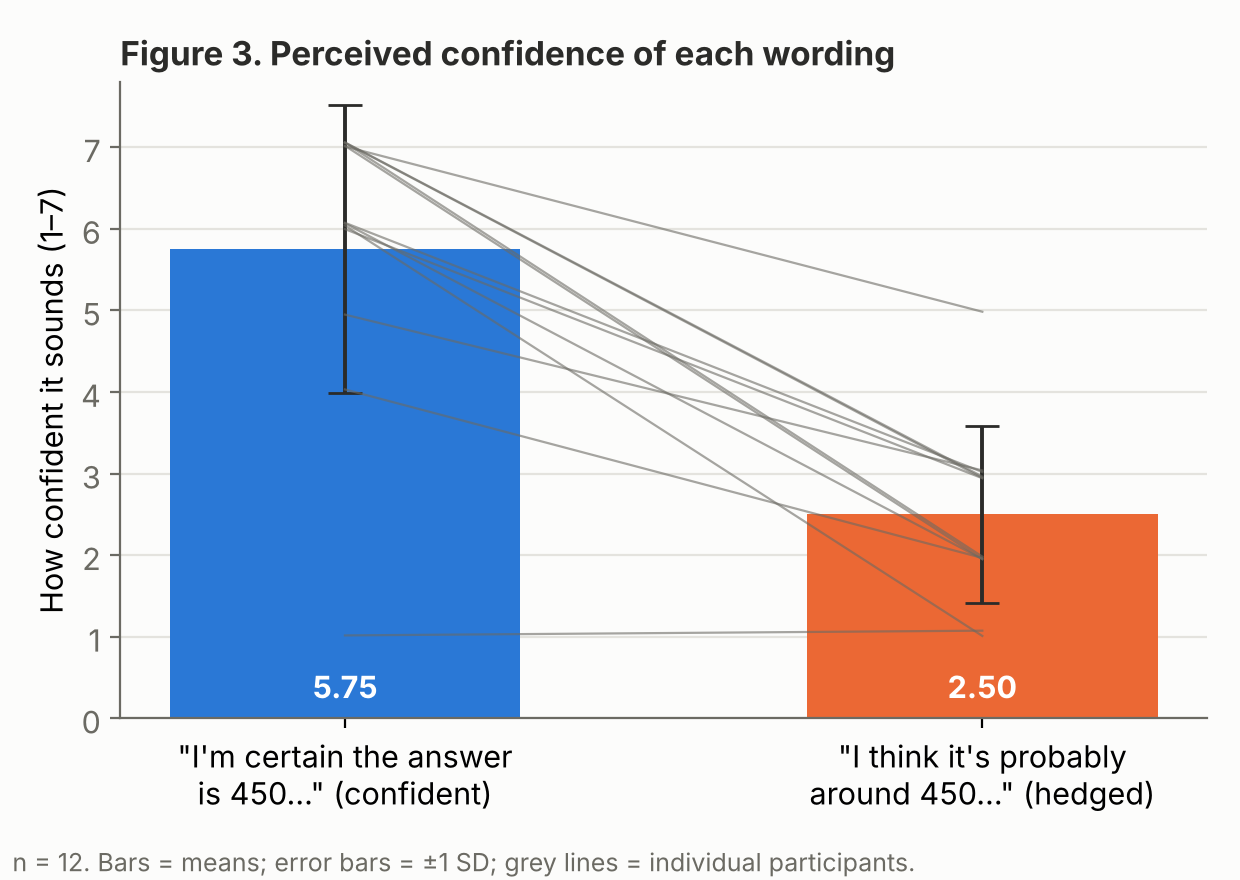 Figure 3. Perceived confidence of each wording
How confident it sounds (1–7)
7
6
5
4
3
2
1
0
5.75
2.50
"I'm certain the answer
is 450..." (confident)
"I think it's probably
around 450..." (hedged)
n = 12. Bars = means; error bars = ±1 SD; grey lines = individual participants.